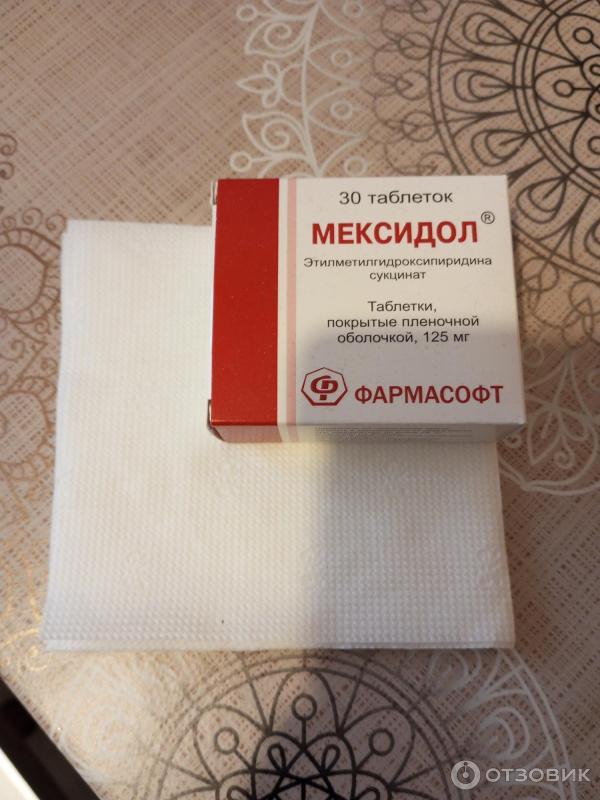 30 таблеток
МЕКСИДОЛ®
Этилметилгидроксипиридина
сукцинат
Таблетки,
покрытые пленочной
оболочкой, 125 мг
ФАРМАСОФТ
ОТЗОВИК